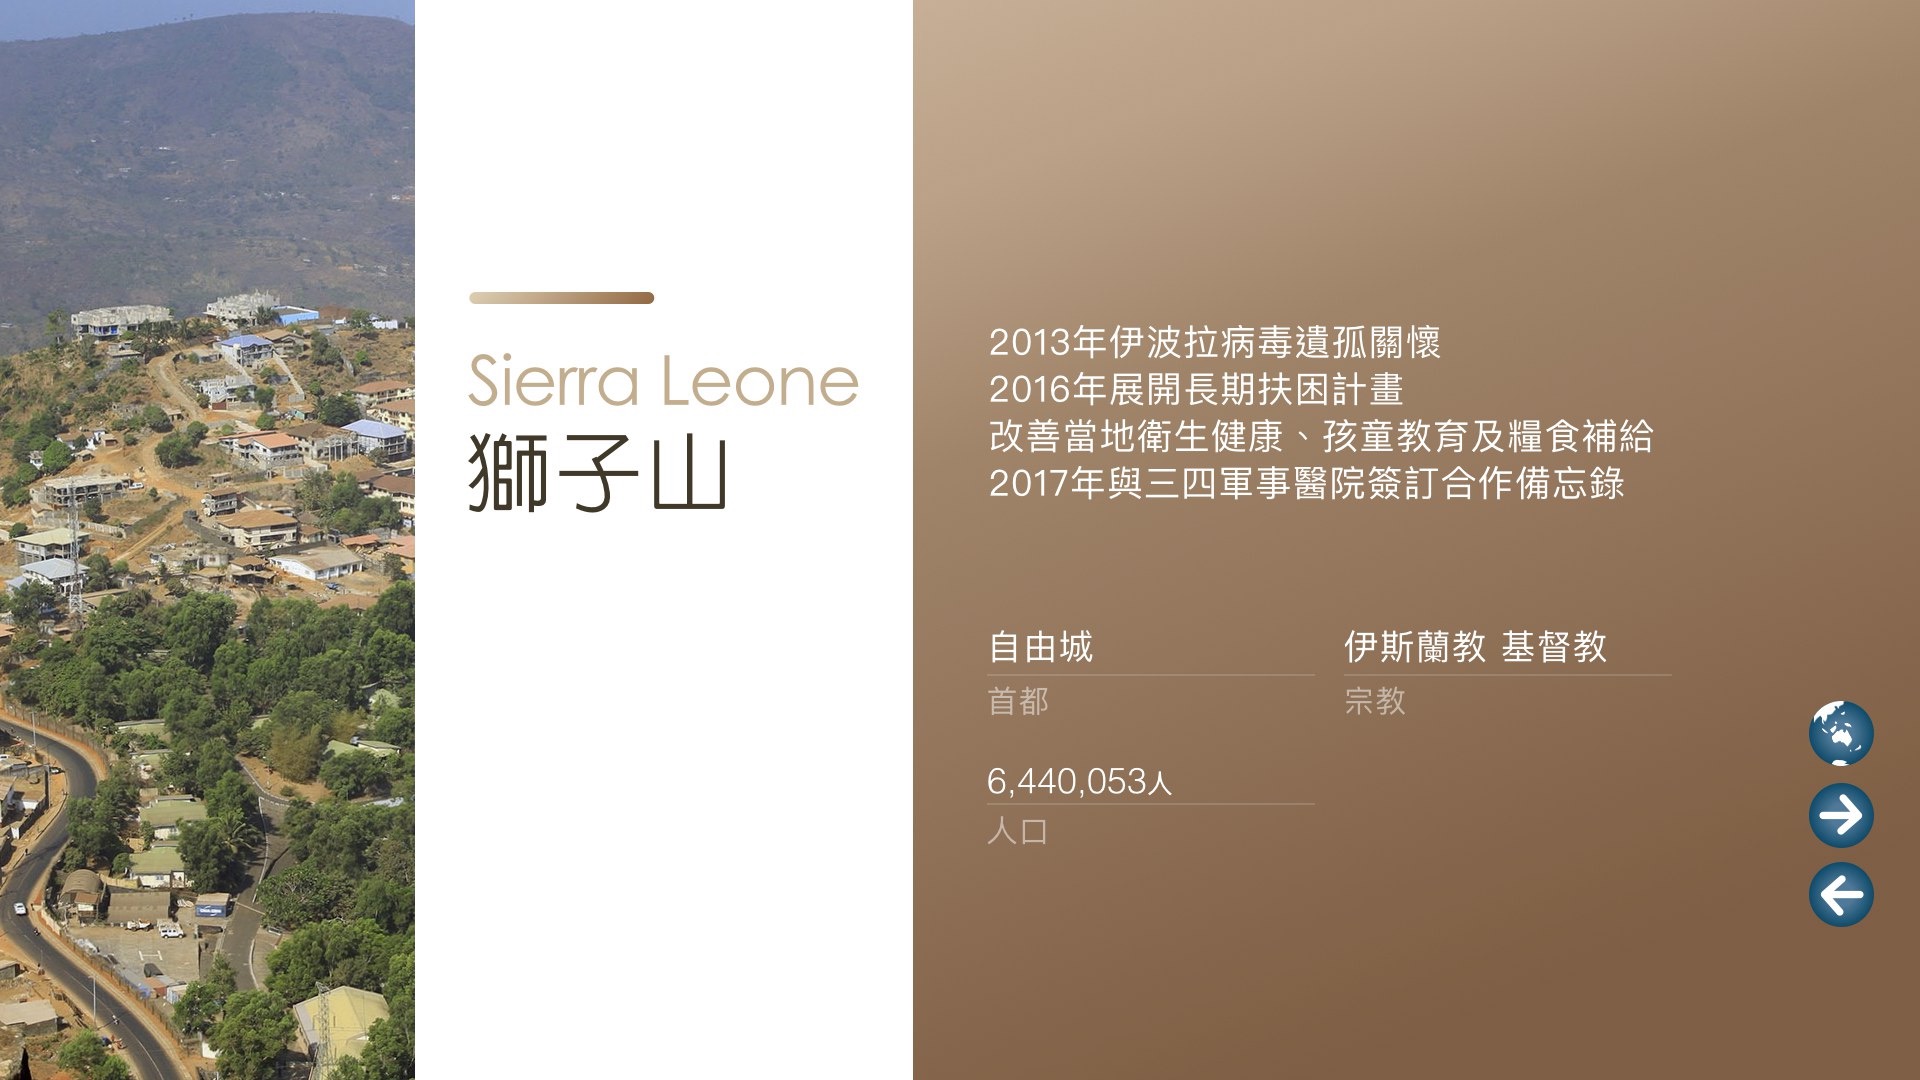 Sierra Leone
獅子山
2013年伊波拉病毒遺孤關懷
2016年展開長期扶困計畫
改善當地衛生健康、孩童教育及糧食補給
2017年與三四軍事醫院簽訂合作備忘錄
自由城
首都
伊斯蘭教 基督教
宗教
6,440,053人
人口